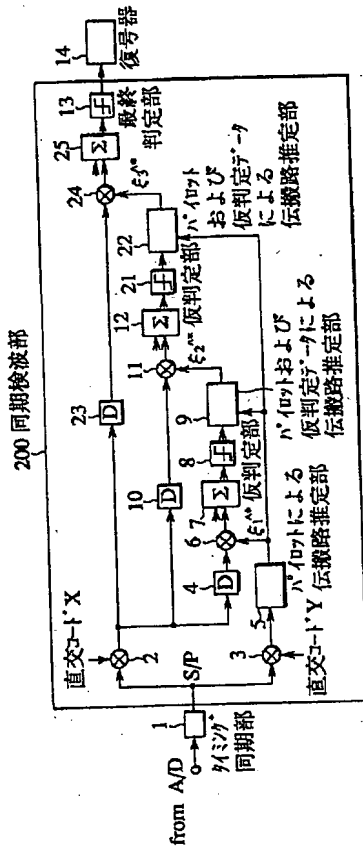 200 同期検波部
from A/D
1
タイミング
同期部
S/P
直交コードX
2
3
直交コードY
5
パイロットによる
伝搬路推定部
4
D
6
ξ1^*
7
Σ
8
仮判定部
9
パイロットおよび
仮判定データによる
伝搬路推定部
10
D
11
ξ2^*
12
Σ
21
仮判定部
22
パイロット
および
仮判定データ
による
伝搬路推定部
23
D
24
ξ3^*
25
Σ
13
最終
判定部
14
復号器